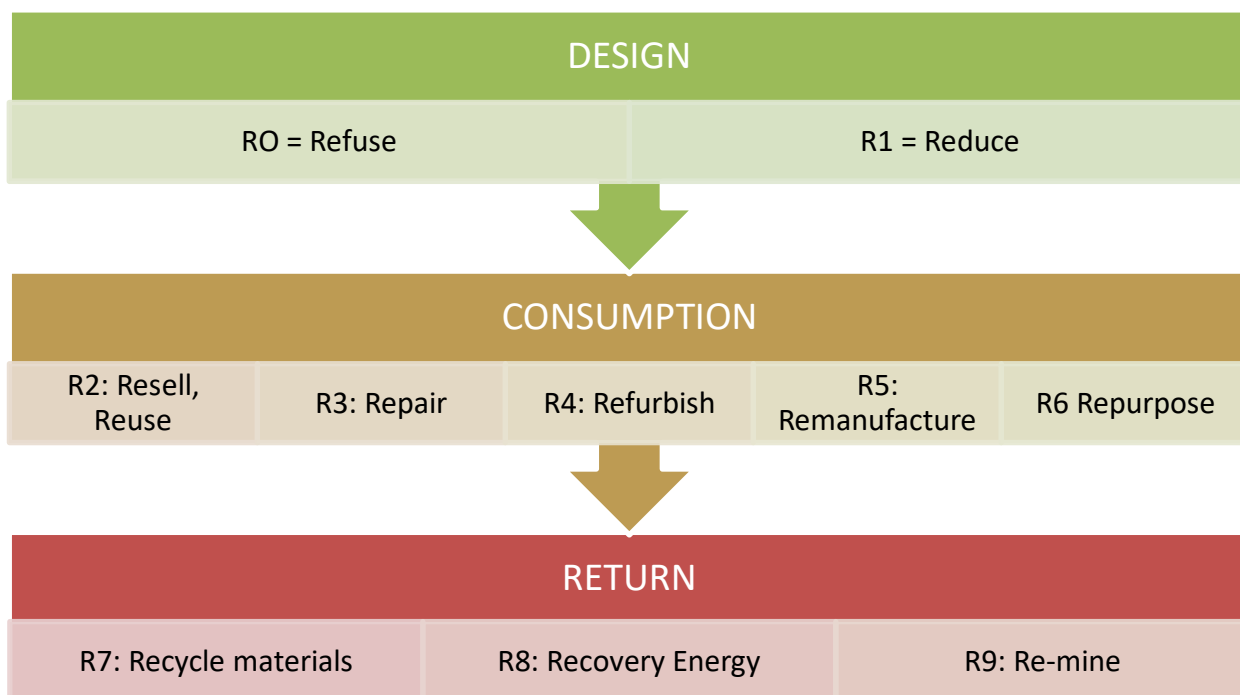 DESIGN
RO = Refuse
R1 = Reduce
CONSUMPTION
R2: Resell,
Reuse
R3: Repair
R4: Refurbish
R5:
Remanufacture
R6 Repurpose
RETURN
R7: Recycle materials
R8: Recovery Energy
R9: Re-mine